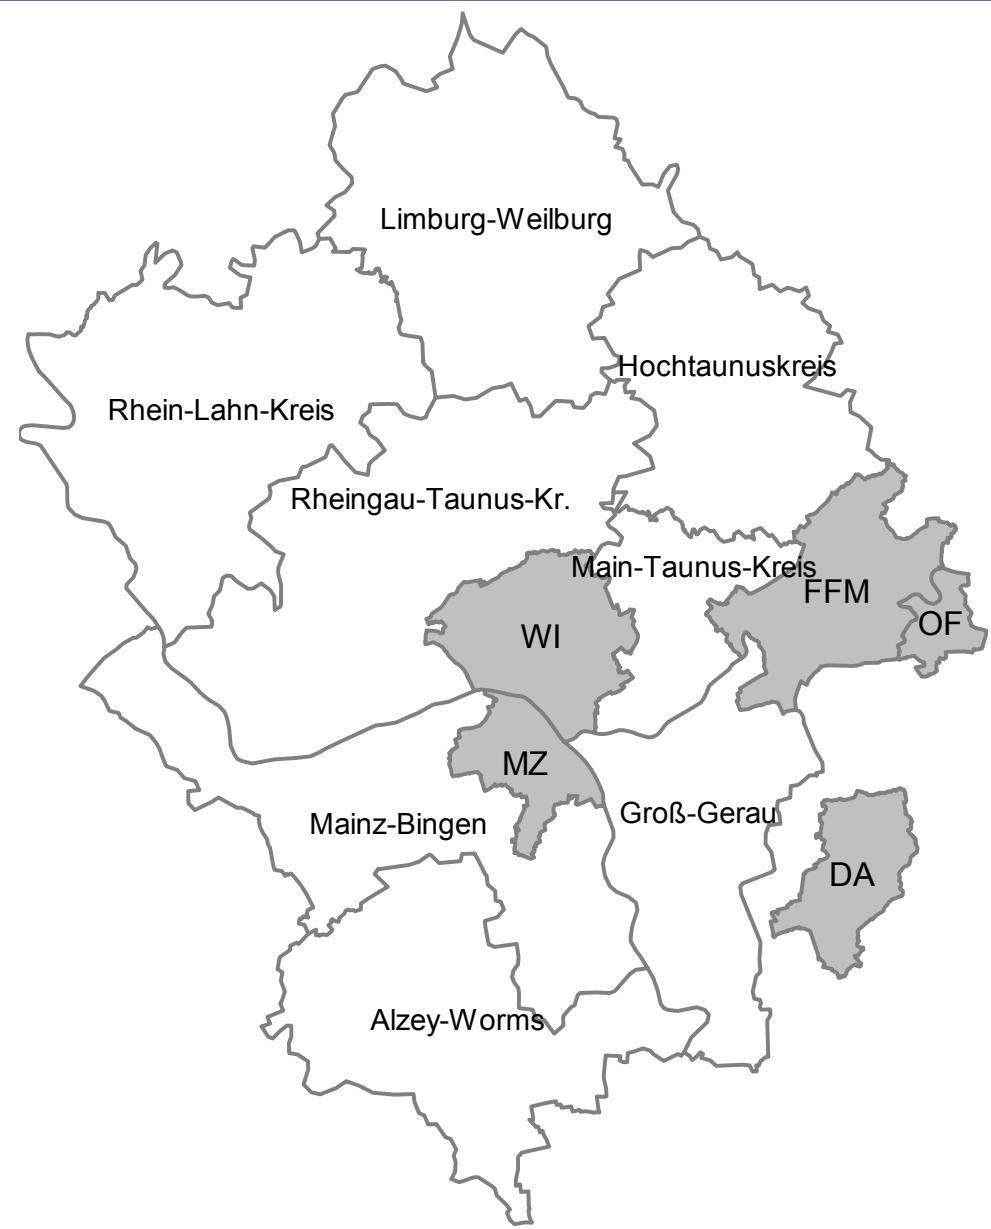 Limburg-Weilburg
Hochtaunuskreis
Rhein-Lahn-Kreis
Rheingau-Taunus-Kr.
Main-Taunus-Kreis
FFM
OF
WI
MZ
Groß-Gerau
Mainz-Bingen
DA
Alzey-Worms